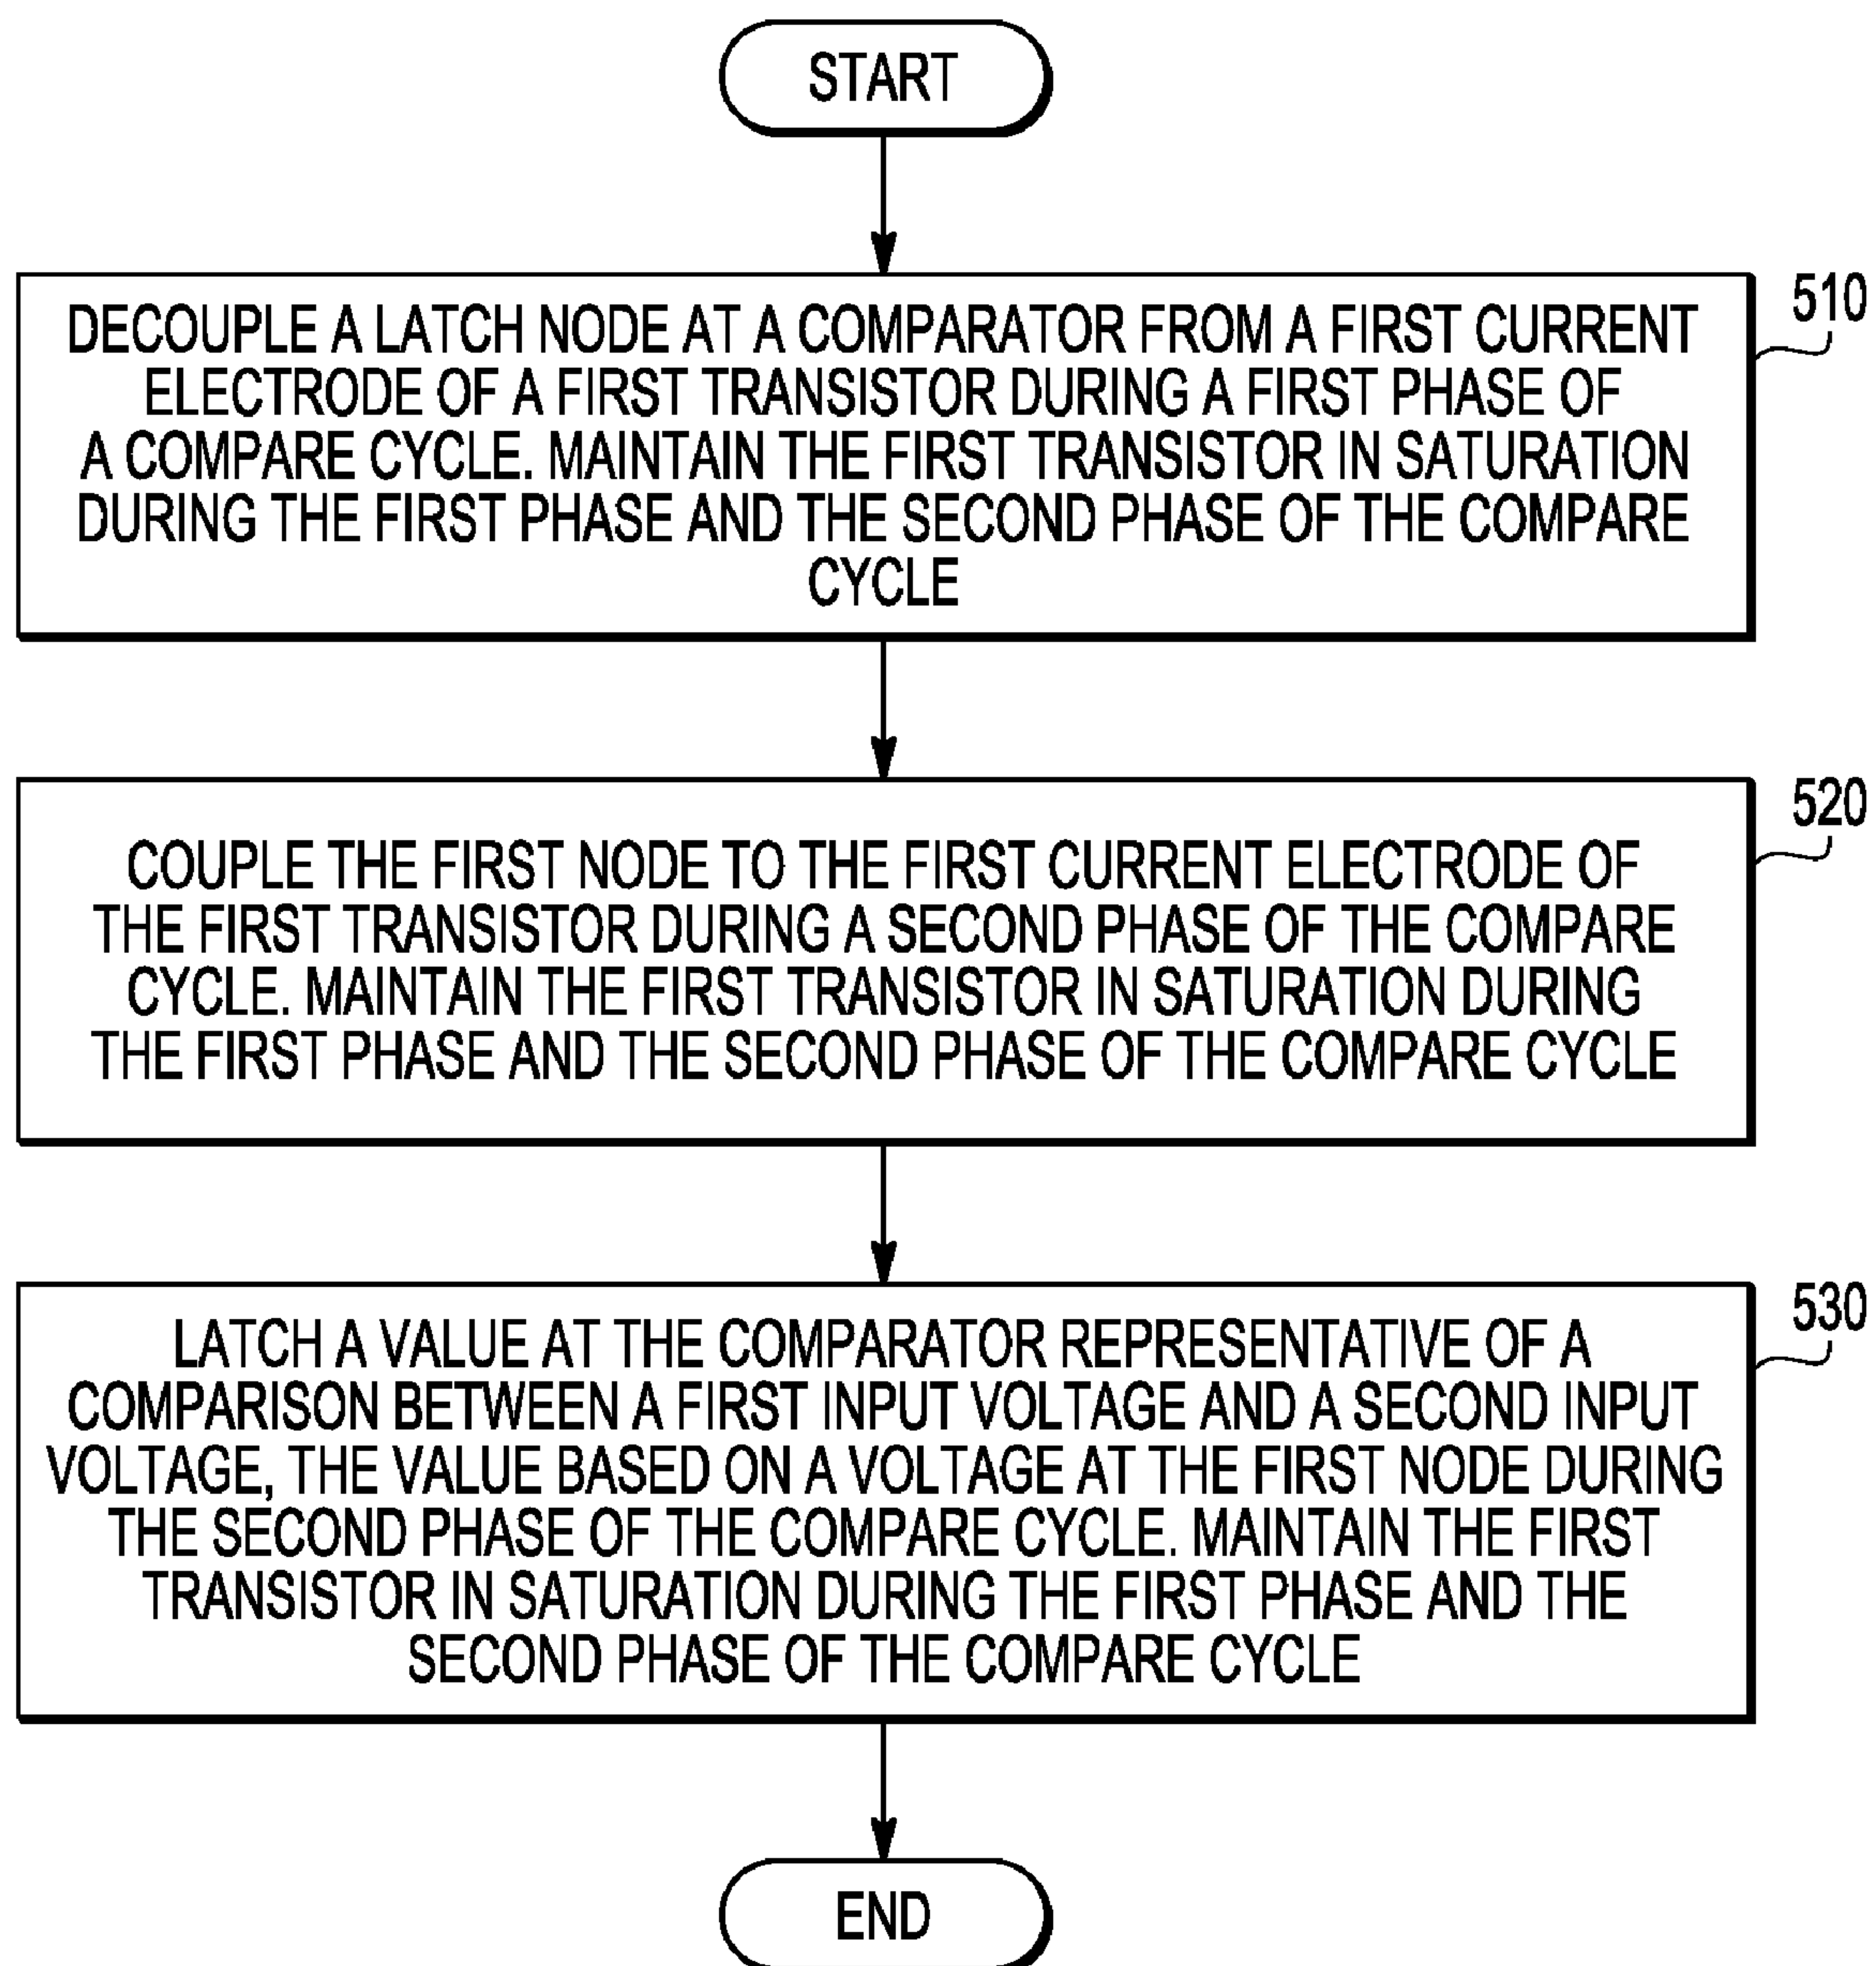 START
510
DECOUPLE A LATCH NODE AT A COMPARATOR FROM A FIRST CURRENT
ELECTRODE OF A FIRST TRANSISTOR DURING A FIRST PHASE OF
A COMPARE CYCLE. MAINTAIN THE FIRST TRANSISTOR IN SATURATION
DURING THE FIRST PHASE AND THE SECOND PHASE OF THE COMPARE
CYCLE
520
COUPLE THE FIRST NODE TO THE FIRST CURRENT ELECTRODE OF
THE FIRST TRANSISTOR DURING A SECOND PHASE OF THE COMPARE
CYCLE. MAINTAIN THE FIRST TRANSISTOR IN SATURATION DURING
THE FIRST PHASE AND THE SECOND PHASE OF THE COMPARE CYCLE
530
LATCH A VALUE AT THE COMPARATOR REPRESENTATIVE OF A
COMPARISON BETWEEN A FIRST INPUT VOLTAGE AND A SECOND INPUT
VOLTAGE, THE VALUE BASED ON A VOLTAGE AT THE FIRST NODE DURING
THE SECOND PHASE OF THE COMPARE CYCLE. MAINTAIN THE FIRST
TRANSISTOR IN SATURATION DURING THE FIRST PHASE AND THE
SECOND PHASE OF THE COMPARE CYCLE
END